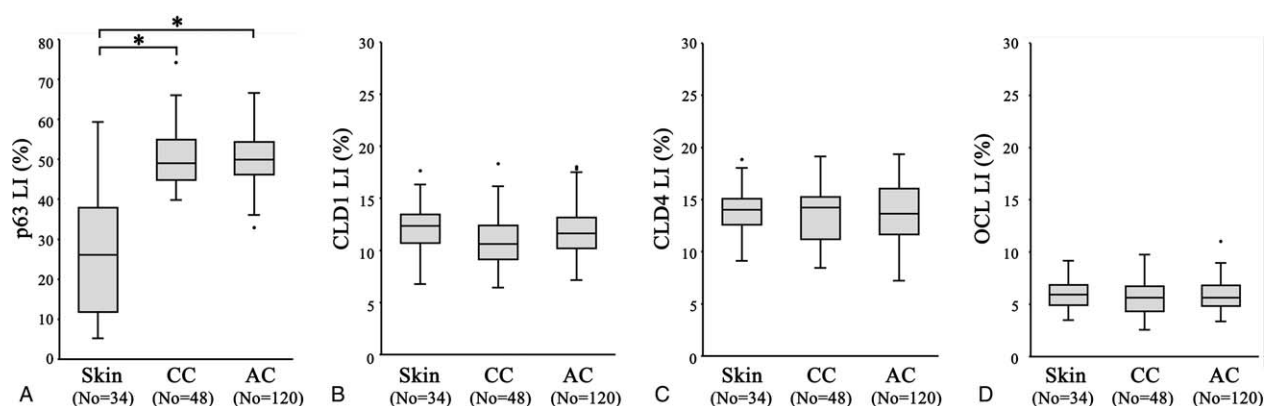 *
*
80
70
60
50
40
30
20
10
0
p63 LI (%)
Skin CC AC
A (No=34) (No=48) (No=120)
30
25
20
15
10
5
0
CLD1 LI (%)
Skin CC AC
B (No=34) (No=48) (No=120)
30
25
20
15
10
5
0
CLD4 LI (%)
Skin CC AC
C (No=34) (No=48) (No=120)
30
25
20
15
10
5
0
OCL LI (%)
Skin CC AC
D (No=34) (No=48) (No=120)